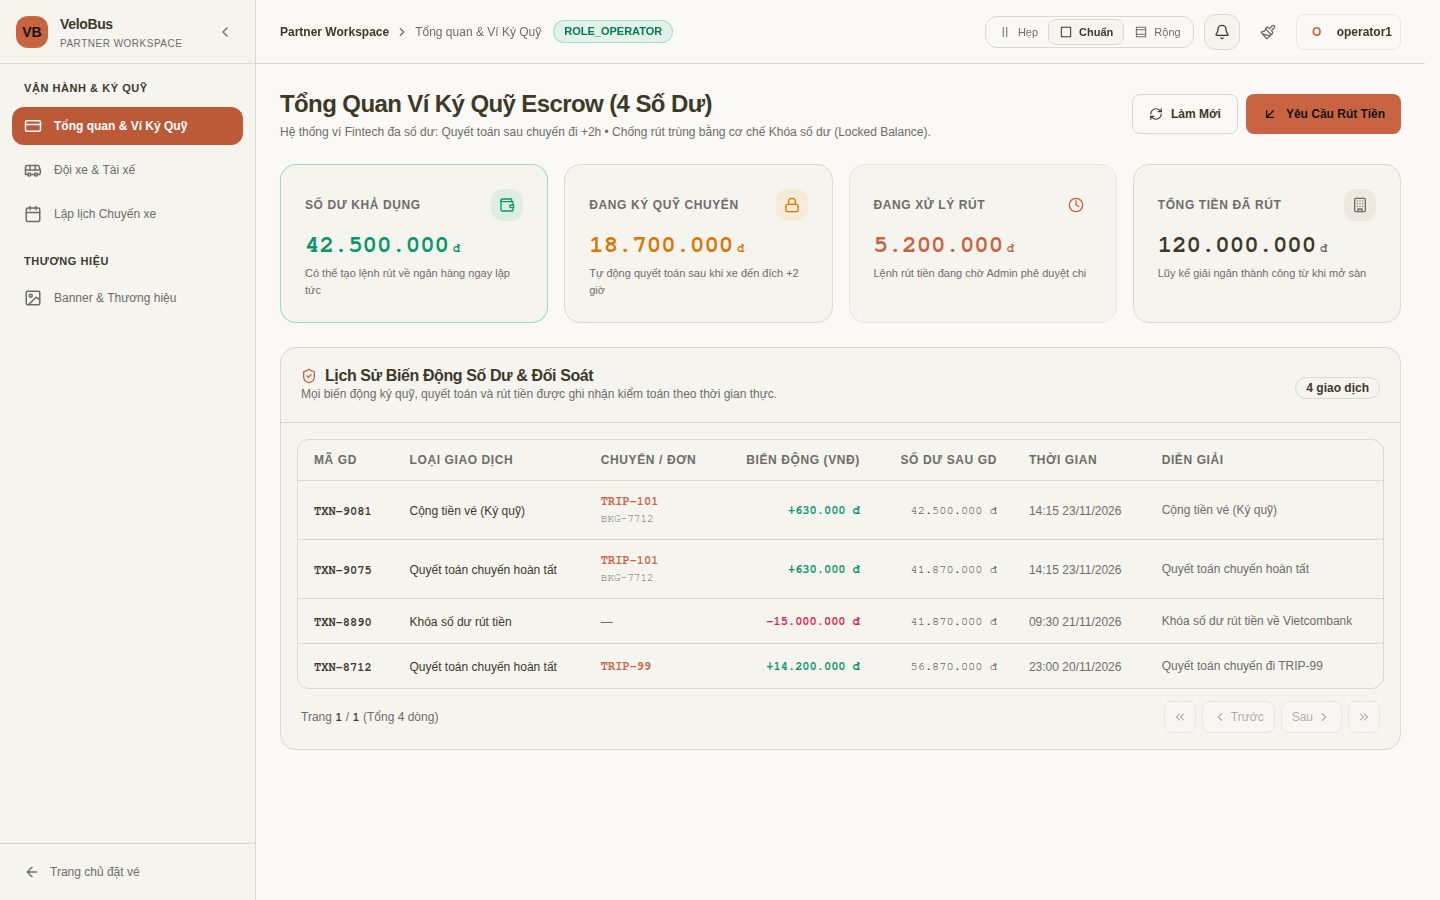 VB
VeloBus
PARTNER WORKSPACE
VẬN HÀNH & KÝ QUỸ
Tổng quan & Ví Ký Quỹ
Đội xe & Tài xế
Lập lịch Chuyến xe
THƯƠNG HIỆU
Banner & Thương hiệu
Trang chủ đặt vé
Partner Workspace
Tổng quan & Ví Ký Quỹ
ROLE_OPERATOR
Hẹp
Chuẩn
Rộng
O
operator1
Tổng Quan Ví Ký Quỹ Escrow (4 Số Dư)
Hệ thống ví Fintech đa số dư: Quyết toán sau chuyến đi +2h • Chống rút trùng bằng cơ chế Khóa số dư (Locked Balance).
Làm Mới
Yêu Cầu Rút Tiền
SỐ DƯ KHẢ DỤNG
42.500.000 đ
Có thể tạo lệnh rút về ngân hàng ngay lập
tức
ĐANG KÝ QUỸ CHUYẾN
18.700.000 đ
Tự động quyết toán sau khi xe đến đích +2
giờ
ĐANG XỬ LÝ RÚT
5.200.000 đ
Lệnh rút tiền đang chờ Admin phê duyệt chi
TỔNG TIỀN ĐÃ RÚT
120.000.000 đ
Lũy kế giải ngân thành công từ khi mở sàn
Lịch Sử Biến Động Số Dư & Đối Soát
Mọi biến động ký quỹ, quyết toán và rút tiền được ghi nhận kiểm toán theo thời gian thực.
4 giao dịch
MÃ GD LOẠI GIAO DỊCH CHUYẾN / ĐƠN BIẾN ĐỘNG (VNĐ) SỐ DƯ SAU GD THỜI GIAN DIỄN GIẢI
TXN-9081 Cộng tiền vé (Ký quỹ) TRIP-101 +630.000 đ 42.500.000 đ 14:15 23/11/2026 Cộng tiền vé (Ký quỹ)
BKG-7712
TXN-9075 Quyết toán chuyến hoàn tất TRIP-101 +630.000 đ 41.870.000 đ 14:15 23/11/2026 Quyết toán chuyến hoàn tất
BKG-7712
TXN-8890 Khóa số dư rút tiền — -15.000.000 đ 41.870.000 đ 09:30 21/11/2026 Khóa số dư rút tiền về Vietcombank
TXN-8712 Quyết toán chuyến hoàn tất TRIP-99 +14.200.000 đ 56.870.000 đ 23:00 20/11/2026 Quyết toán chuyến đi TRIP-99
Trang 1 / 1 (Tổng 4 dòng)
Trước
Sau